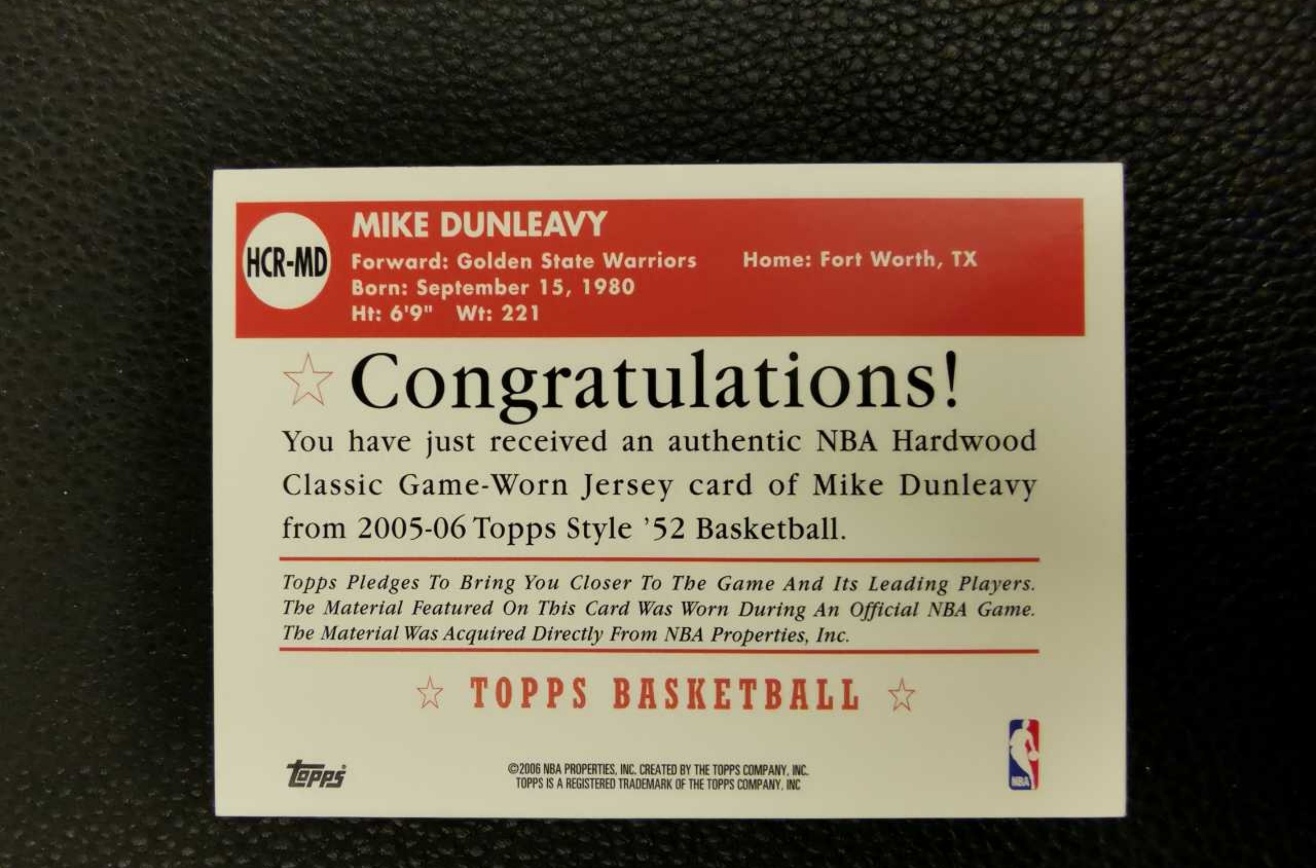 HCR-MD
MIKE DUNLEAVY
Forward: Golden State Warriors Home: Fort Worth, TX
Born: September 15, 1980
Ht: 6'9" Wt: 221
Congratulations!
You have just received an authentic NBA Hardwood
Classic Game-Worn Jersey card of Mike Dunleavy
from 2005-06 Topps Style '52 Basketball.
Topps Pledges To Bring You Closer To The Game And Its Leading Players.
The Material Featured On This Card Was Worn During An Official NBA Game.
The Material Was Acquired Directly From NBA Properties, Inc.
TOPPS BASKETBALL
topps
©2006 NBA PROPERTIES, INC. CREATED BY THE TOPPS COMPANY, INC.
TOPPS IS A REGISTERED TRADEMARK OF THE TOPPS COMPANY, INC
NBA